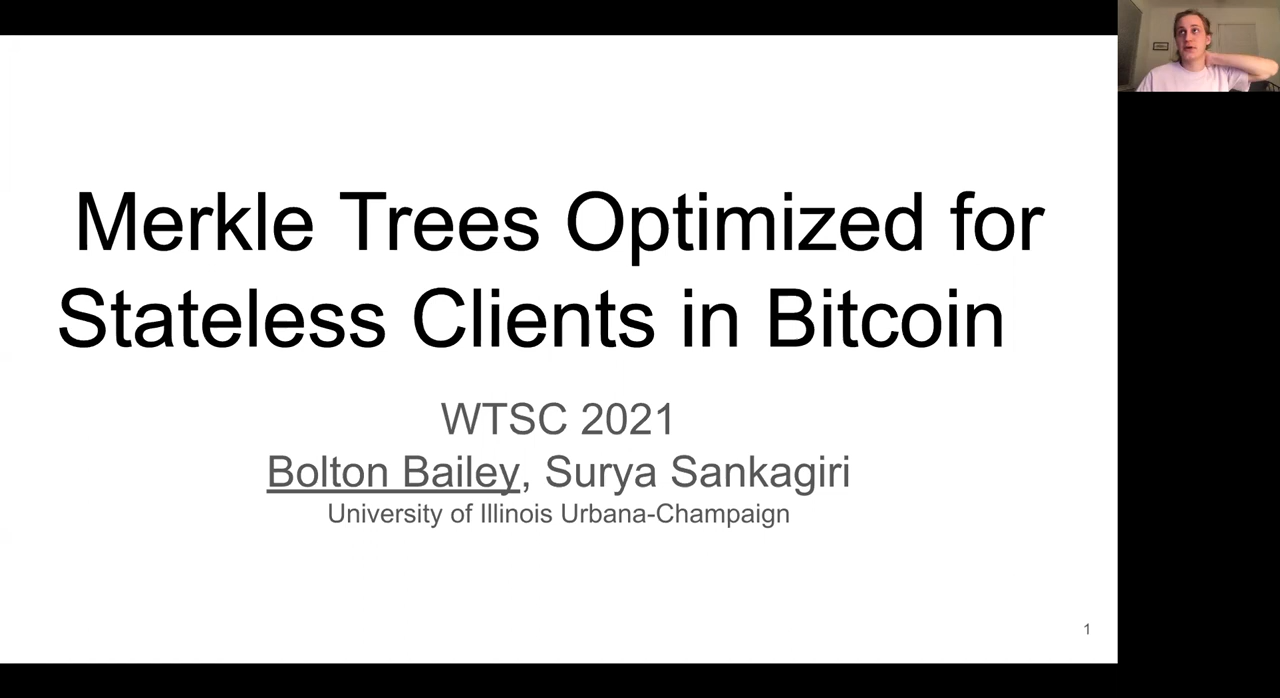 Merkle Trees Optimized for
Stateless Clients in Bitcoin
WTSC 2021
Bolton Bailey, Surya Sankagiri
University of Illinois Urbana-Champaign
1